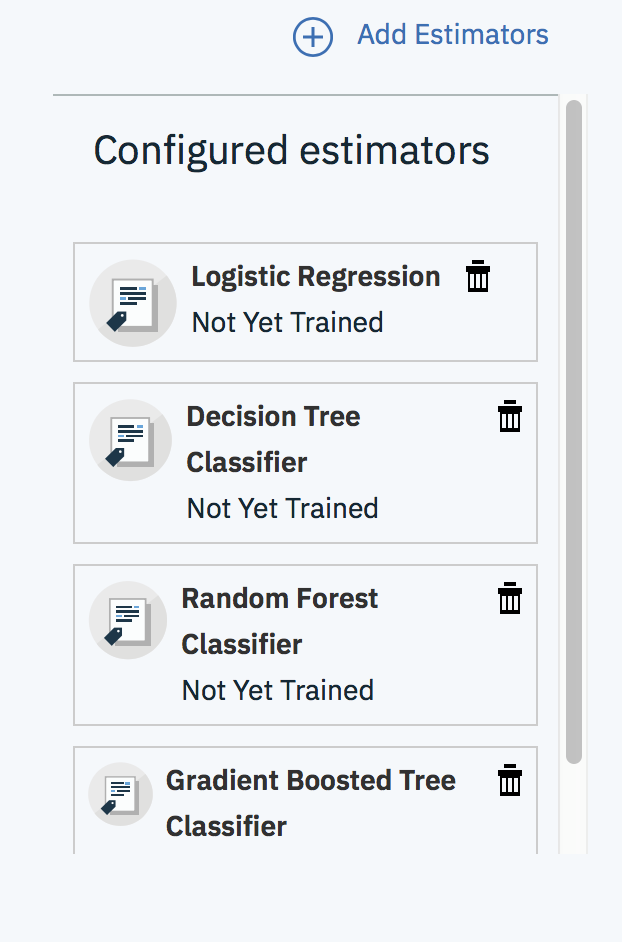 Add Estimators
Configured estimators
Logistic Regression
Not Yet Trained
Decision Tree
Classifier
Not Yet Trained
Random Forest
Classifier
Not Yet Trained
Gradient Boosted Tree
Classifier